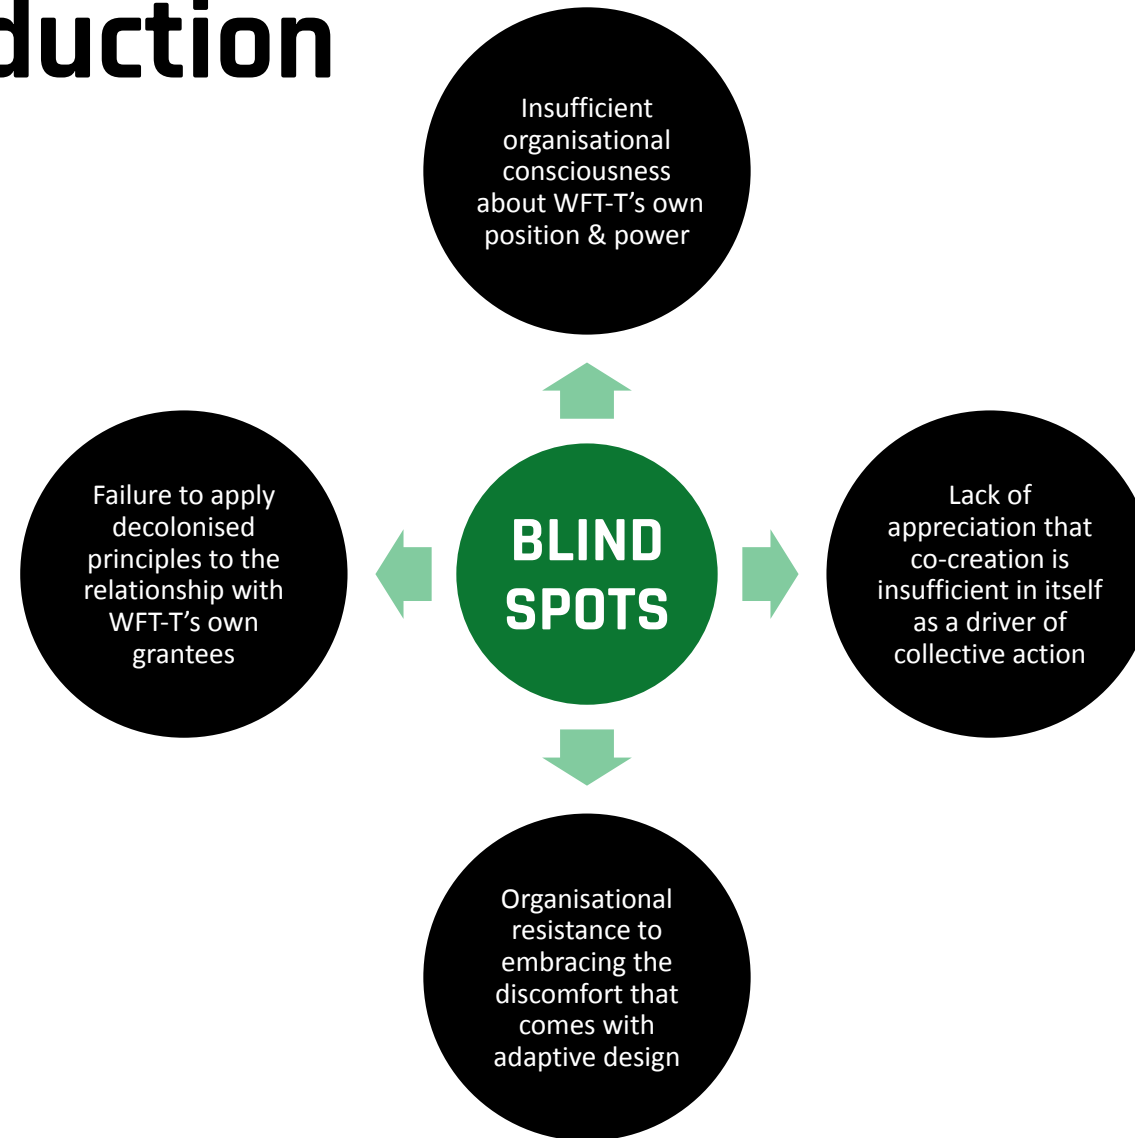 duction
Insufficient
organisational
consciousness
about WFT-T’s own
position & power
Failure to apply
decolonised
principles to the
relationship with
WFT-T’s own
grantees
BLIND
SPOTS
Lack of
appreciation that
co-creation is
insufficient in itself
as a driver of
collective action
Organisational
resistance to
embracing the
discomfort that
comes with
adaptive design